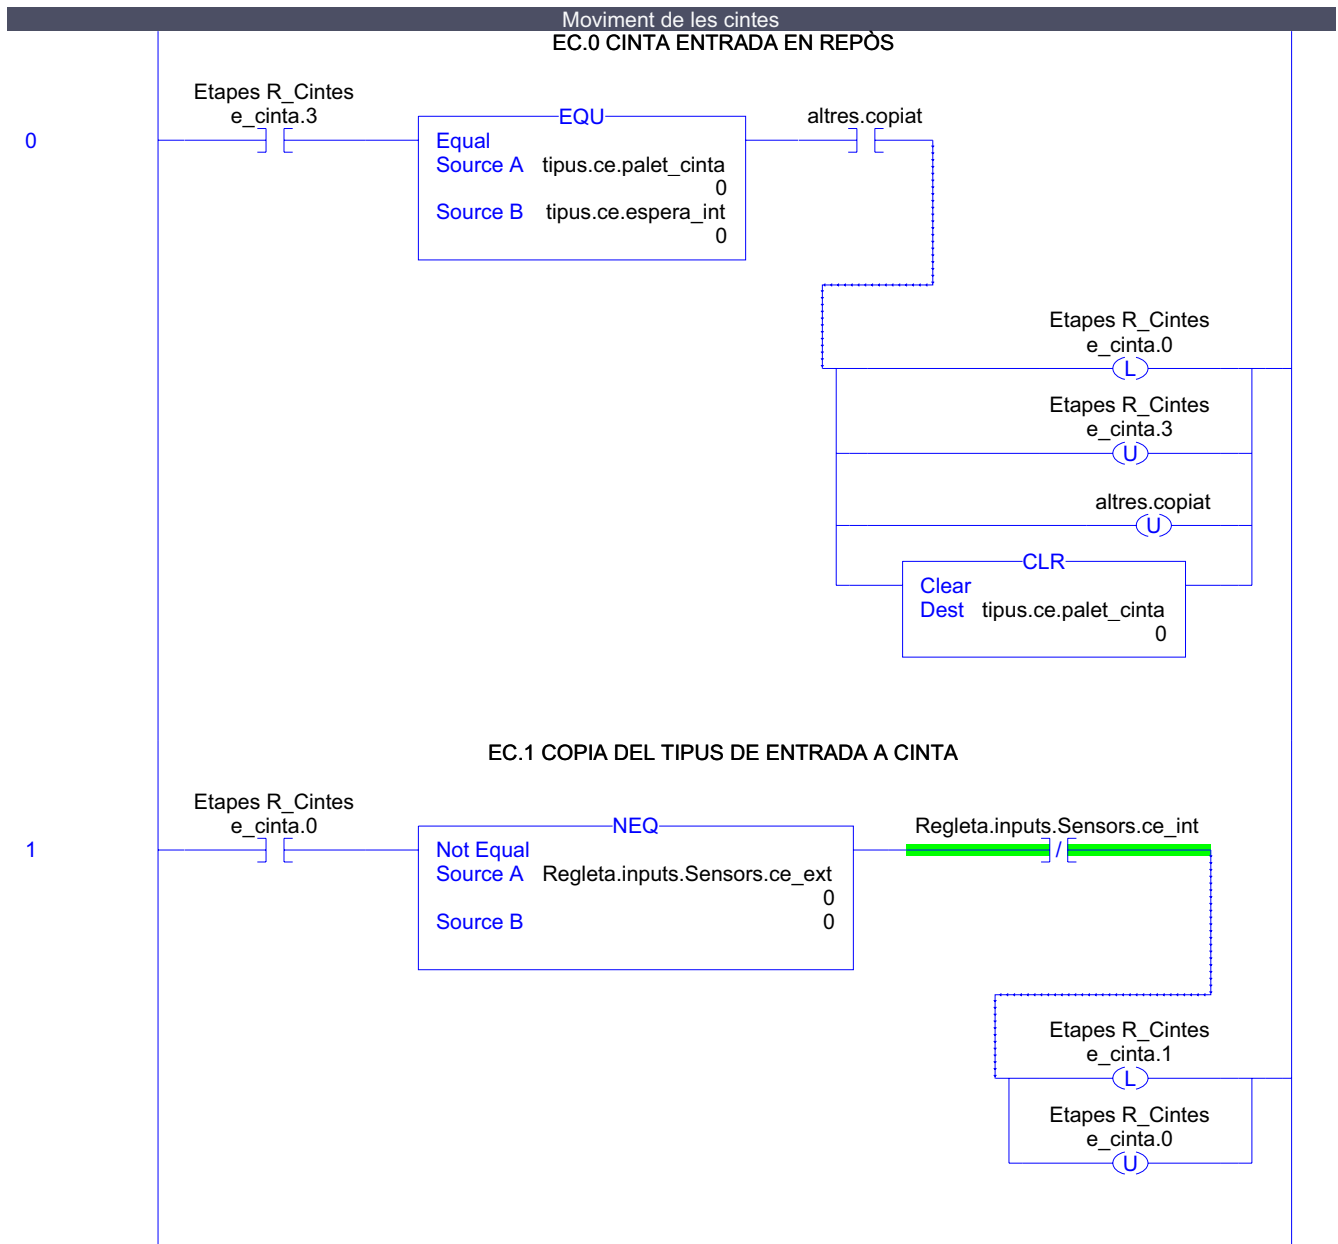 Moviment de les cintes
EC.0 CINTA ENTRADA EN REPÒS
Etapes R_Cintes
e_cinta.3
0
EQU
Equal
Source A tipus.ce.palet_cinta
0
Source B tipus.ce.espera_int
0
altres.copiat
Etapes R_Cintes
e_cinta.0
L
Etapes R_Cintes
e_cinta.3
U
altres.copiat
U
CLR
Clear
Dest tipus.ce.palet_cinta
0
EC.1 COPIA DEL TIPUS DE ENTRADA A CINTA
Etapes R_Cintes
e_cinta.0
1
NEQ
Not Equal
Source A Regleta.inputs.Sensors.ce_ext
0
Source B 0
Regleta.inputs.Sensors.ce_int
/
Etapes R_Cintes
e_cinta.1
L
Etapes R_Cintes
e_cinta.0
U